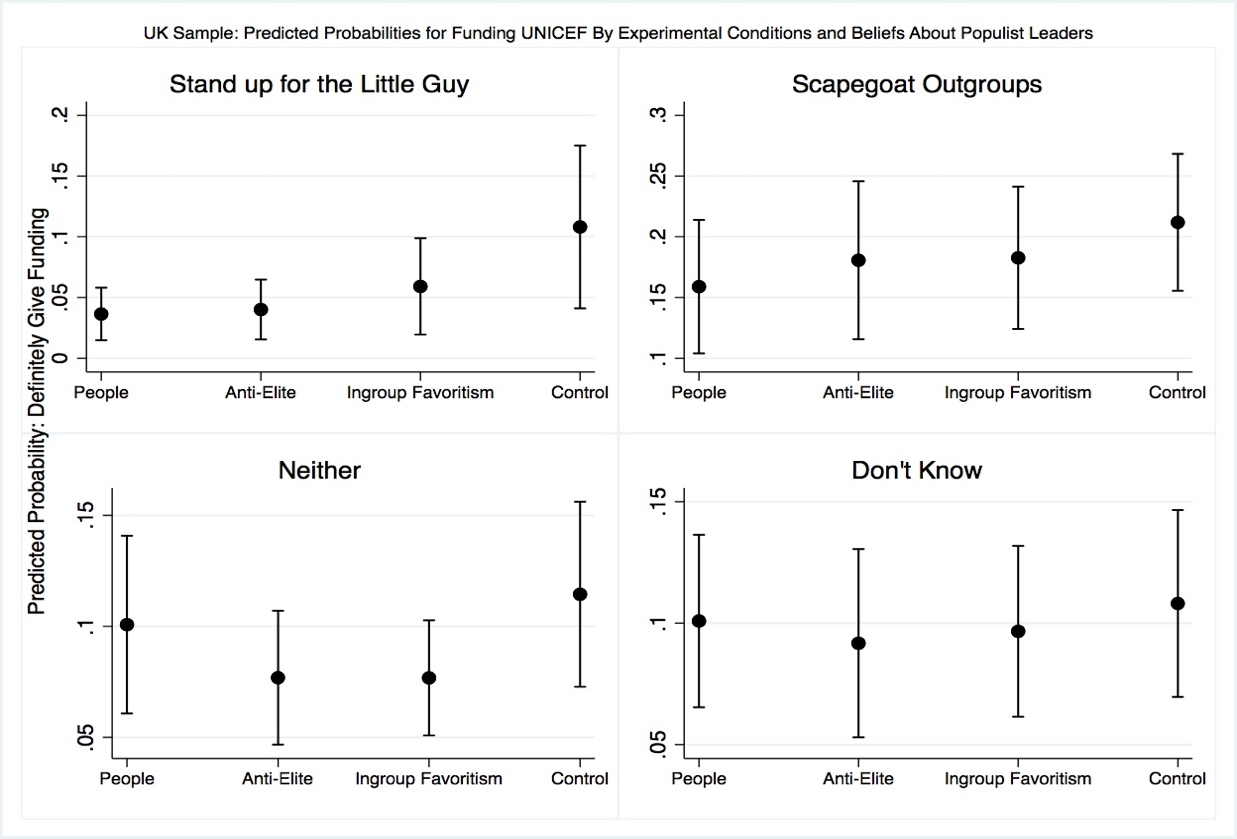 UK Sample: Predicted Probabilities for Funding UNICEF By Experimental Conditions and Beliefs About Populist Leaders
Predicted Probability: Definitely Give Funding
Stand up for the Little Guy
.2
.15
.1
.05
0
People Anti-Elite Ingroup Favoritism Control
Scapegoat Outgroups
.3
.25
.2
.15
.1
People Anti-Elite Ingroup Favoritism Control
Neither
.15
.1
.05
People Anti-Elite Ingroup Favoritism Control
Don't Know
.15
.1
.05
People Anti-Elite Ingroup Favoritism Control